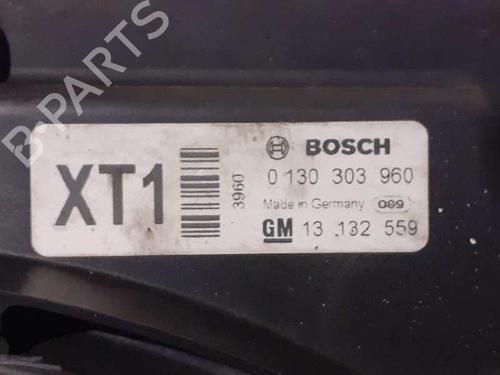 B-PARTS
XT1
3960
BOSCH
0 130 303 960
Made in Germany 089
GM 13 132 559